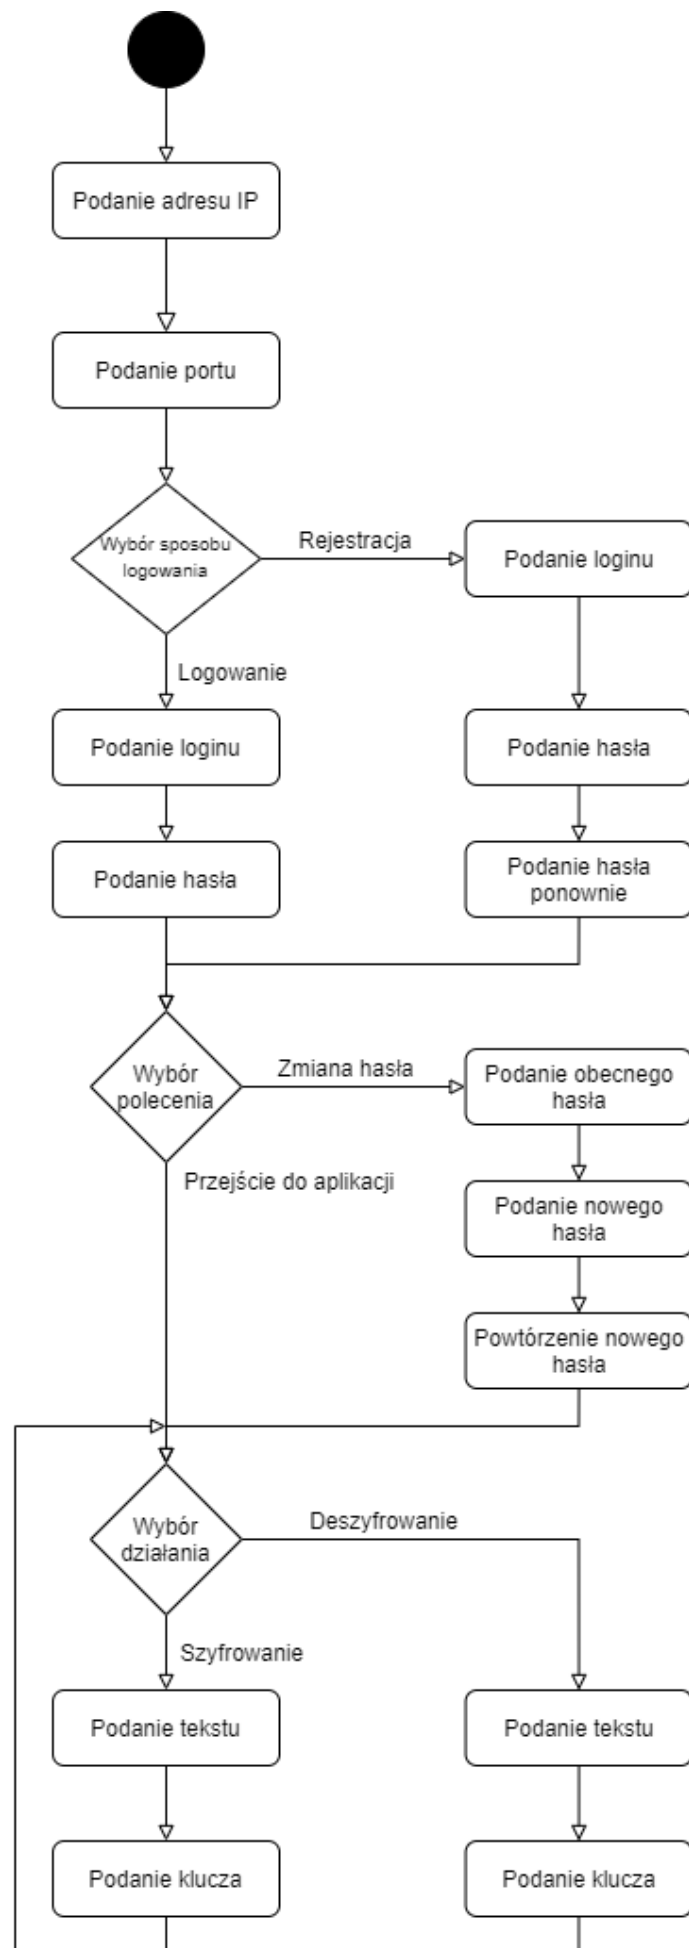 Podanie adresu IP
Podanie portu
Wybór sposobu
logowania
Rejestracja
Podanie loginu
Logowanie
Podanie loginu
Podanie hasła
Podanie hasła
Podanie hasła
ponownie
Wybór
polecenia
Zmiana hasła
Podanie obecnego
hasła
Przejście do aplikacji
Podanie nowego
hasła
Powtórzenie nowego
hasła
Wybór
działania
Deszyfrowanie
Szyfrowanie
Podanie tekstu
Podanie tekstu
Podanie klucza
Podanie klucza